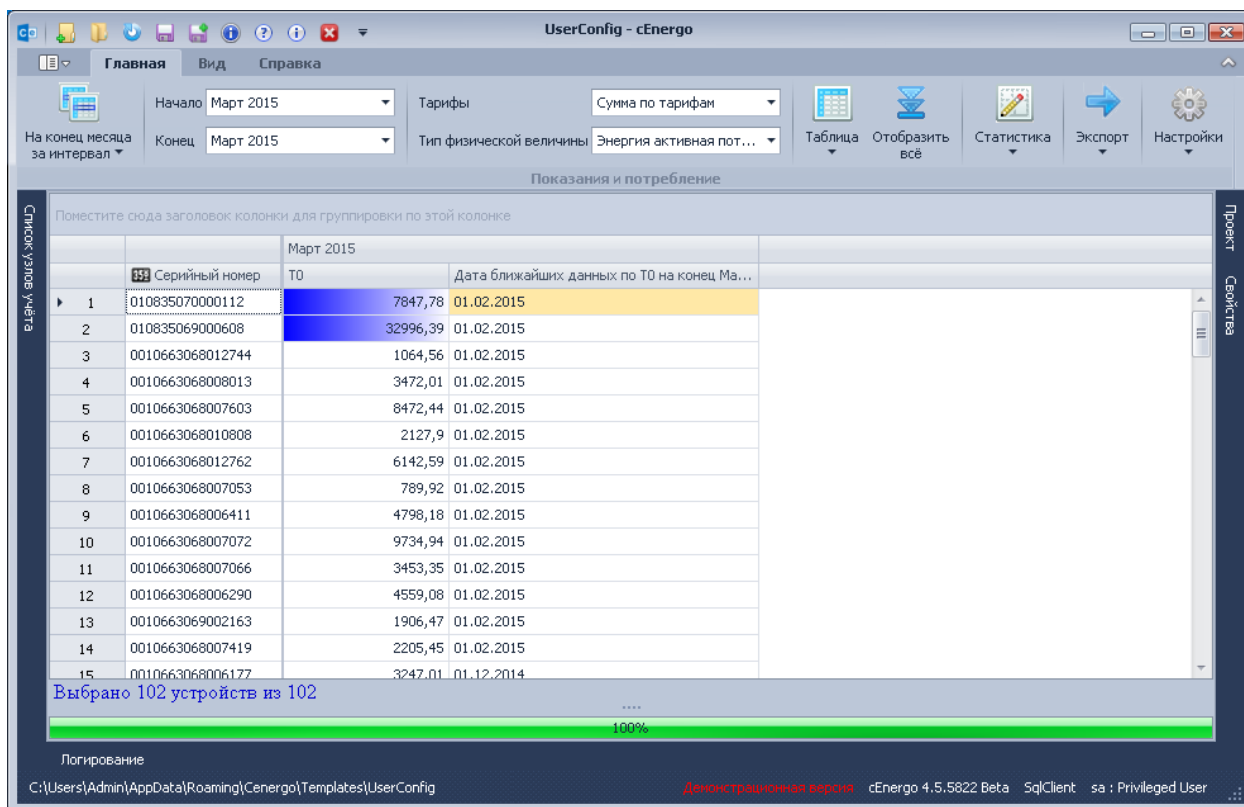 UserConfig - cEnergo
Главная Вид Справка
На конец месяца за интервал
Начало Март 2015
Конец Март 2015
Тарифы Сумма по тарифам
Тип физической величины Энергия активная пот...
Таблица
Отобразить всё
Статистика
Экспорт
Настройки
Показания и потребление
Список узлов учёта
Проект
Свойства
Поместите сюда заголовок колонки для группировки по этой колонке
Март 2015
Серийный номер T0 Дата ближайших данных по T0 на конец Ма...
1 010835070000112 7847,78 01.02.2015
2 010835069000608 32996,39 01.02.2015
3 0010663068012744 1064,56 01.02.2015
4 0010663068008013 3472,01 01.02.2015
5 0010663068007603 8472,44 01.02.2015
6 0010663068010808 2127,9 01.02.2015
7 0010663068012762 6142,59 01.02.2015
8 0010663068007053 789,92 01.02.2015
9 0010663068006411 4798,18 01.02.2015
10 0010663068007072 9734,94 01.02.2015
11 0010663068007066 3453,35 01.02.2015
12 0010663068006290 4559,08 01.02.2015
13 0010663069002163 1906,47 01.02.2015
14 0010663068007419 2205,45 01.02.2015
15 0010663068006177 3247,01 01.12.2014
Выбрано 102 устройств из 102
100%
Логирование
C:\Users\Admin\AppData\Roaming\Cenergo\Templates\UserConfig Демонстрационная версия cEnergo 4.5.5822 Beta SqlClient sa : Privileged User